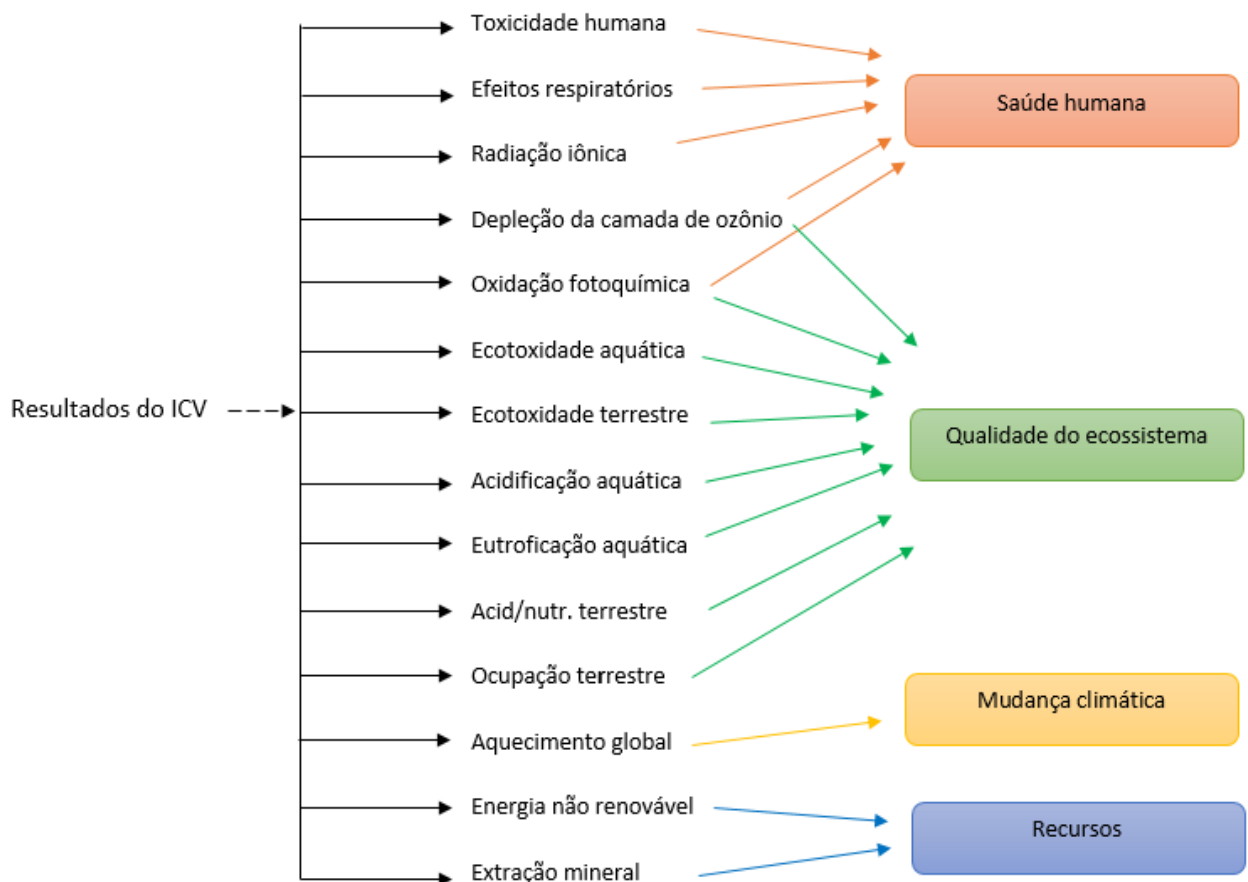 Toxicidade humana
Efeitos respiratórios
Saúde humana
Radiação iônica
Depleção da camada de ozônio
Oxidação fotoquímica
Ecotoxidade aquática
Resultados do ICV
Ecotoxidade terrestre
Qualidade do ecossistema
Acidificação aquática
Eutroficação aquática
Acid/nutr. terrestre
Ocupação terrestre
Mudança climática
Aquecimento global
Energia não renovável
Recursos
Extração mineral